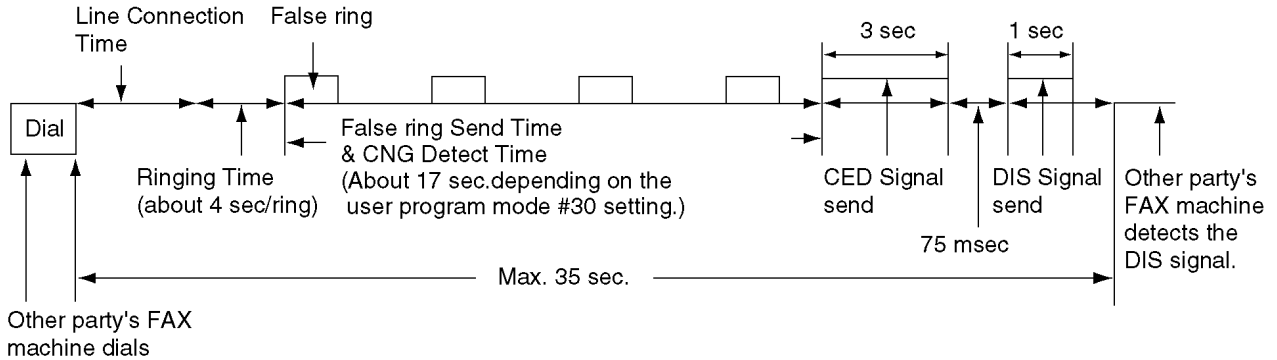 Line Connection
Time
False ring
3 sec
1 sec
Dial
False ring Send Time
& CNG Detect Time
(About 17 sec.depending on the
user program mode #30 setting.)
Ringing Time
(about 4 sec/ring)
CED Signal
send
DIS Signal
send
Other party's
FAX machine
detects the
DIS signal.
75 msec
Max. 35 sec.
Other party's FAX
machine dials